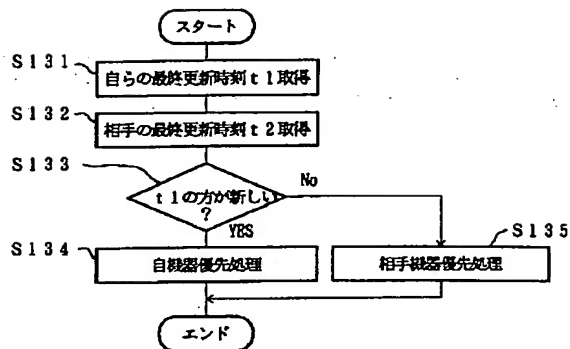 スタート
S131
自らの最終更新時刻t1取得
S132
相手の最終更新時刻t2取得
S133
t1の方が新しい
?
No
YES
S134
自機器優先処理
S135
相手機器優先処理
エンド